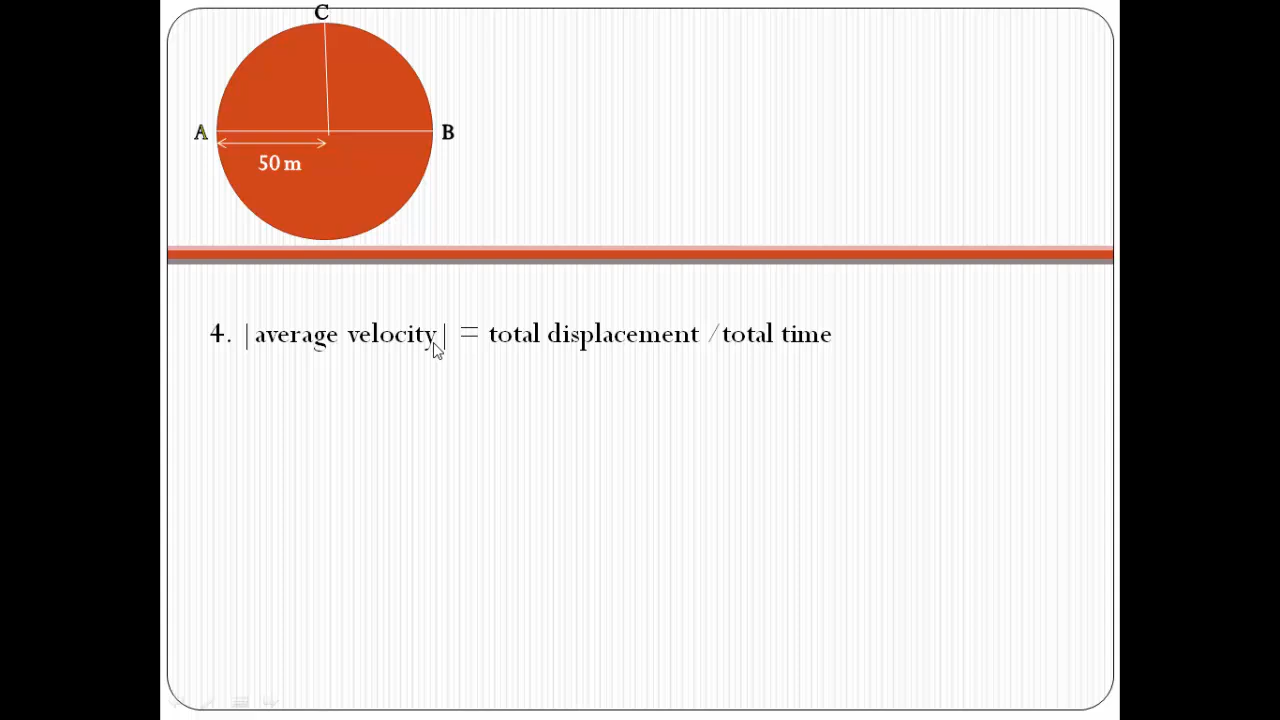 C
A
B
50 m
4. |average velocity| = total displacement /total time